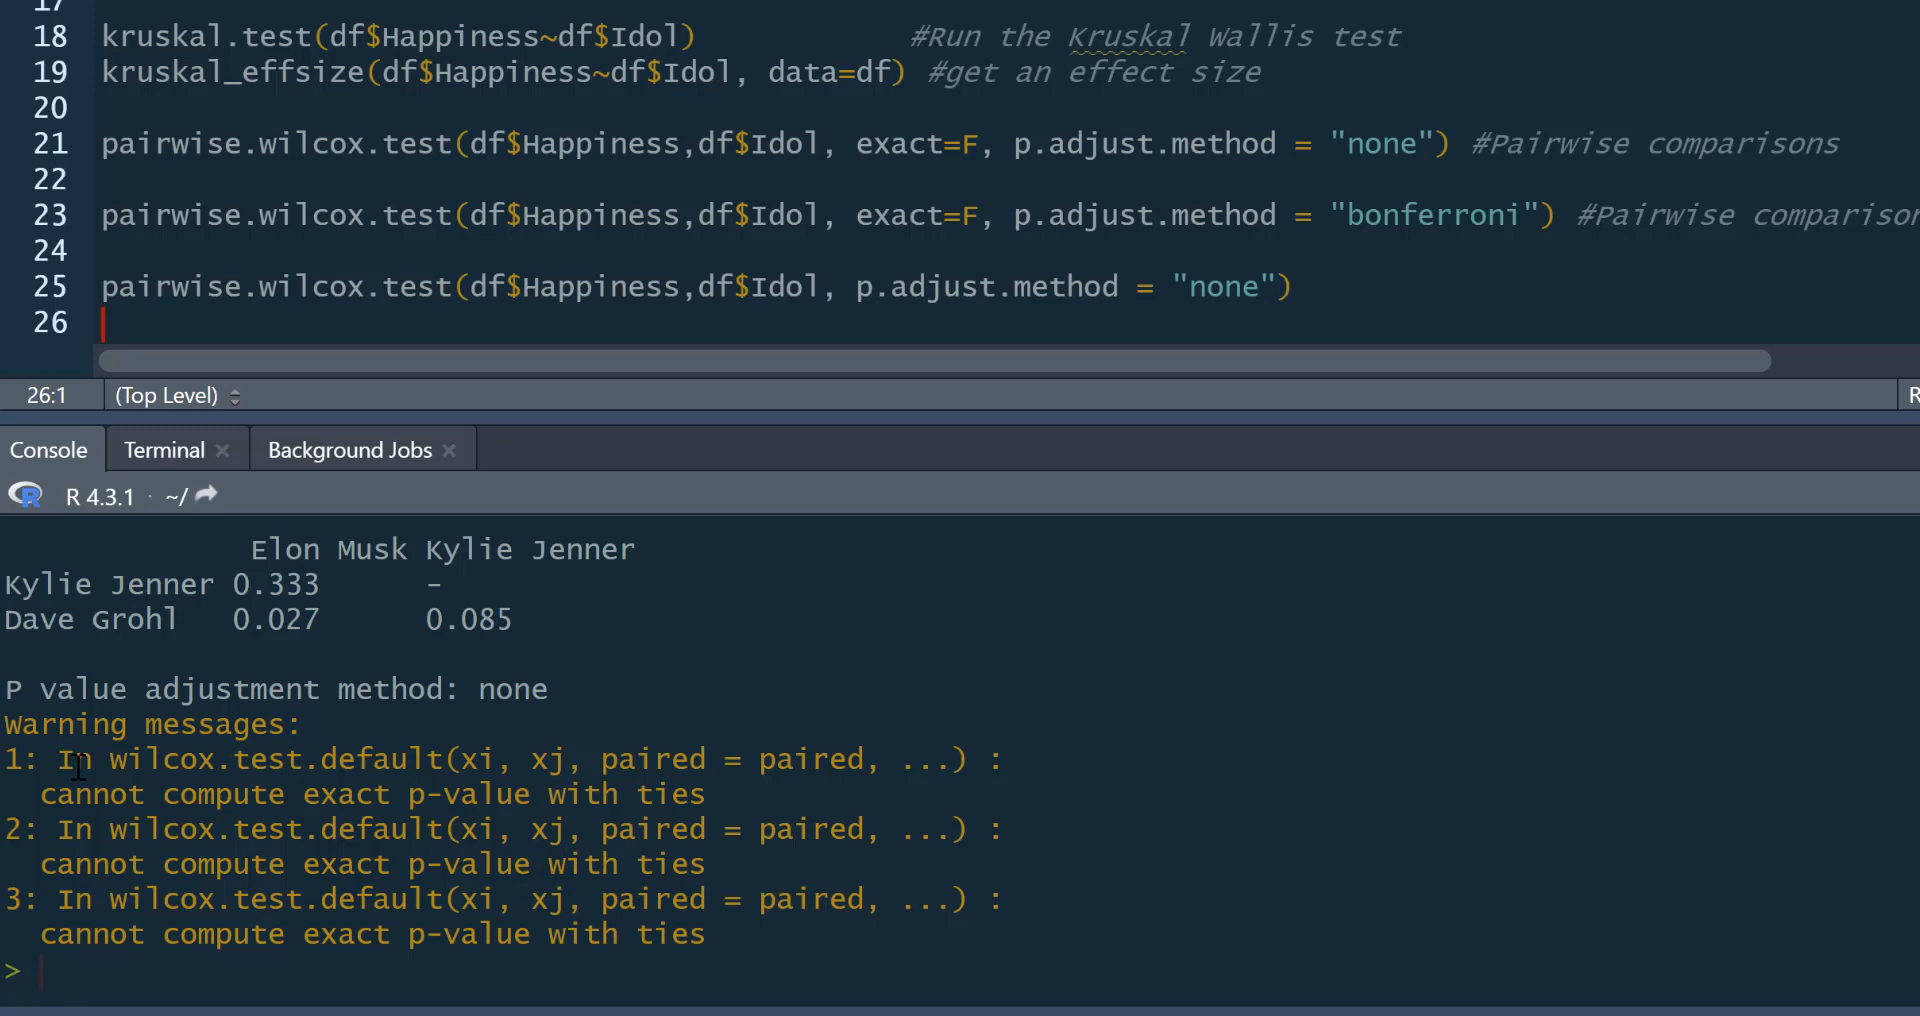 17
18 kruskal.test(df$Happiness~df$Idol) #Run the Kruskal Wallis test
19 kruskal_effsize(df$Happiness~df$Idol, data=df) #get an effect size
20
21 pairwise.wilcox.test(df$Happiness,df$Idol, exact=F, p.adjust.method = "none") #Pairwise comparisons
22
23 pairwise.wilcox.test(df$Happiness,df$Idol, exact=F, p.adjust.method = "bonferroni") #Pairwise comparisor
24
25 pairwise.wilcox.test(df$Happiness,df$Idol, p.adjust.method = "none")
26
26:1 (Top Level) R
Console Terminal Background Jobs
R R 4.3.1 · ~/
Elon Musk Kylie Jenner
Kylie Jenner 0.333 -
Dave Grohl 0.027 0.085
P value adjustment method: none
Warning messages:
1: In wilcox.test.default(xi, xj, paired = paired, ...) :
cannot compute exact p-value with ties
2: In wilcox.test.default(xi, xj, paired = paired, ...) :
cannot compute exact p-value with ties
3: In wilcox.test.default(xi, xj, paired = paired, ...) :
cannot compute exact p-value with ties
>